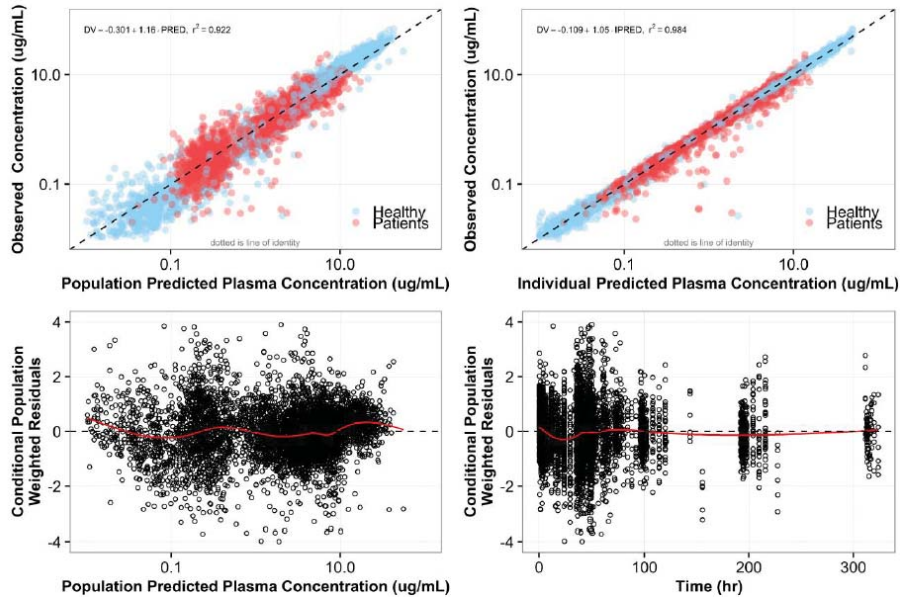 DV = -0.301 + 1.16 · PRED, r² = 0.922
Observed Concentration (ug/mL)
10.0
0.1
Healthy
Patients
dotted is line of identity
0.1
10.0
Population Predicted Plasma Concentration (ug/mL)
DV = -0.109 + 1.05 · IPRED, r² = 0.984
Observed Concentration (ug/mL)
10.0
0.1
Healthy
Patients
dotted is line of identity
0.1
10.0
Individual Predicted Plasma Concentration (ug/mL)
Conditional Population
Weighted Residuals
4
2
0
-2
-4
0.1
10.0
Population Predicted Plasma Concentration (ug/mL)
Conditional Population
Weighted Residuals
4
2
0
-2
-4
0
100
200
300
Time (hr)